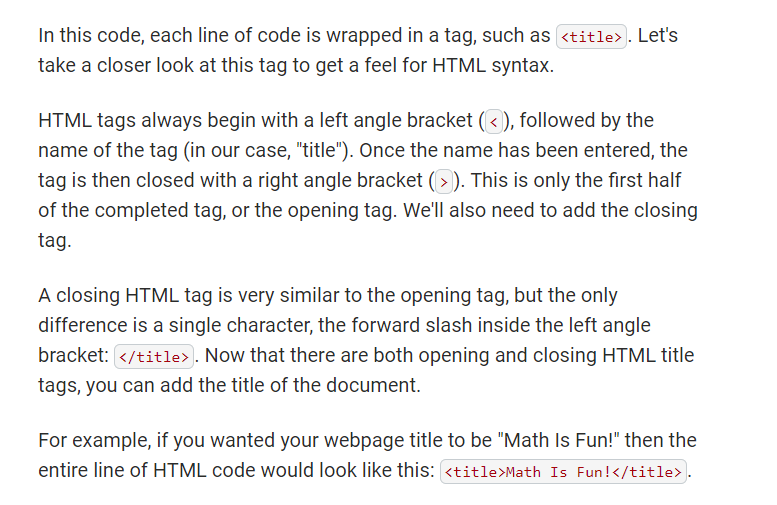 In this code, each line of code is wrapped in a tag, such as <title>. Let's
take a closer look at this tag to get a feel for HTML syntax.
HTML tags always begin with a left angle bracket (<), followed by the
name of the tag (in our case, "title"). Once the name has been entered, the
tag is then closed with a right angle bracket (>). This is only the first half
of the completed tag, or the opening tag. We'll also need to add the closing
tag.
A closing HTML tag is very similar to the opening tag, but the only
difference is a single character, the forward slash inside the left angle
bracket: </title>. Now that there are both opening and closing HTML title
tags, you can add the title of the document.
For example, if you wanted your webpage title to be "Math Is Fun!" then the
entire line of HTML code would look like this: <title>Math Is Fun!</title>.